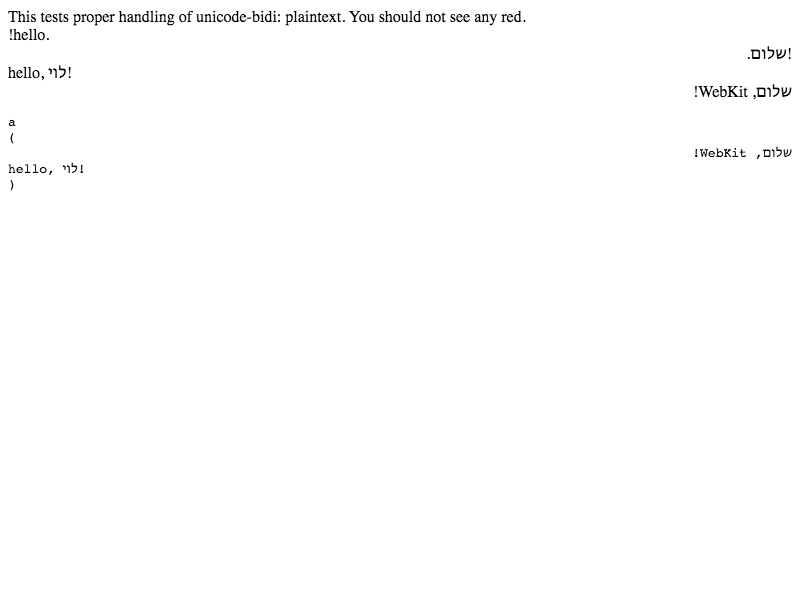 This tests proper handling of unicode-bidi: plaintext. You should not see any red.
!hello.
!שלום.
hello, לוי!
שלום, WebKit!
a
(
שלום, WebKit!
hello, לוי!
)